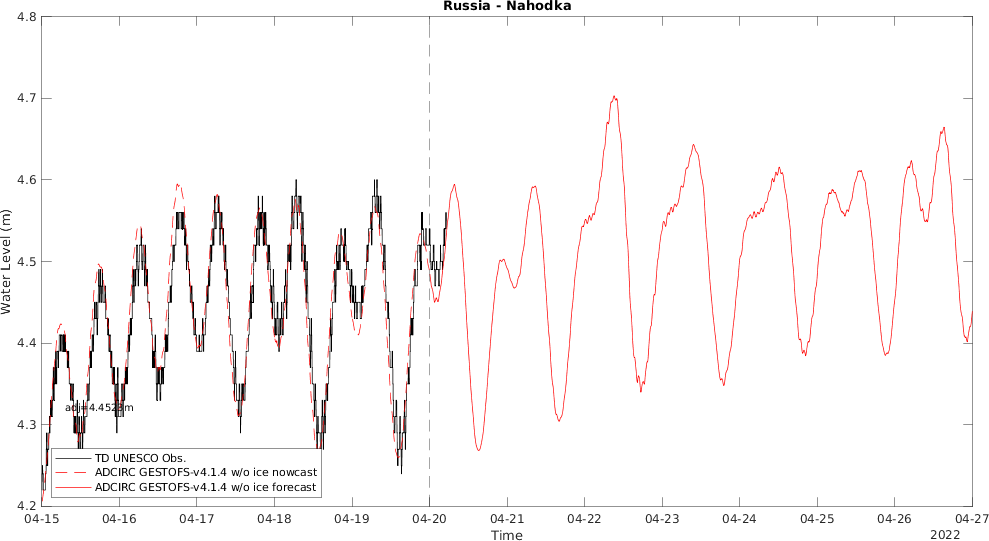 Russia - Nahodka
4.8
4.7
4.6
4.5
4.4
4.3
4.2
Water Level (m)
adj=4.4523m
TD UNESCO Obs.
ADCIRC GESTOFS-v4.1.4 w/o ice nowcast
ADCIRC GESTOFS-v4.1.4 w/o ice forecast
04-15 04-16 04-17 04-18 04-19 04-20 04-21 04-22 04-23 04-24 04-25 04-26 04-27
Time
2022